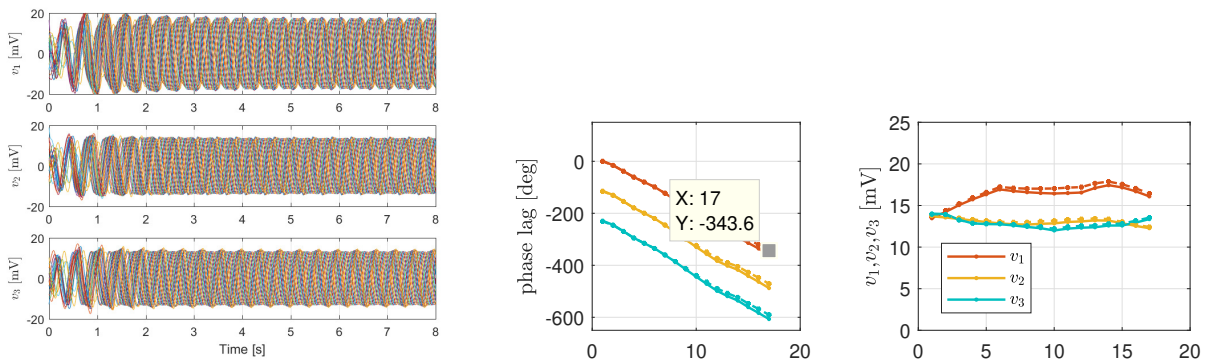 20
0
-20
v₁ [mV]
0 1 2 3 4 5 6 7 8
20
0
-20
v₂ [mV]
0 1 2 3 4 5 6 7 8
20
0
-20
v₃ [mV]
0 1 2 3 4 5 6 7 8
Time [s]
phase lag [deg]
0
-200
-400
-600
X: 17
Y: -343.6
0 10 20
v₁, v₂, v₃ [mV]
25
20
15
10
5
0
v₁
v₂
v₃
0 5 10 15 20